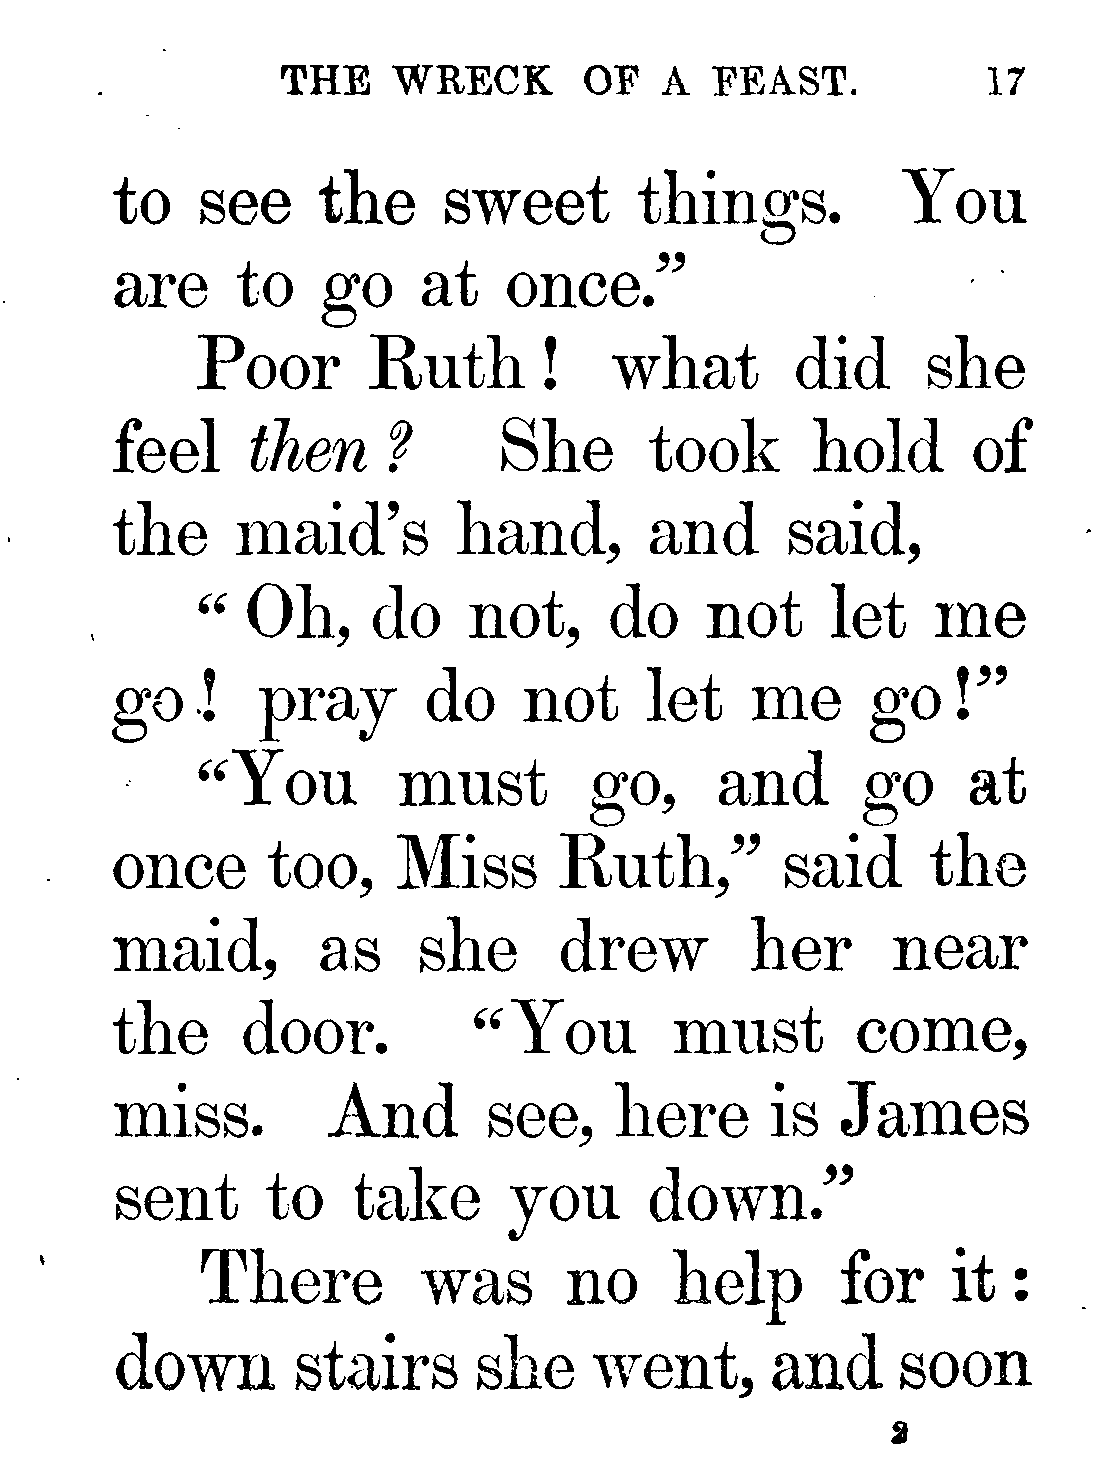 THE WRECK OF A FEAST. 17
to see the sweet things. You
are to go at once.”
Poor Ruth! what did she
feel then? She took hold of
the maid’s hand, and said,
“Oh, do not, do not let me
go! pray do not let me go!”
“You must go, and go at
once too, Miss Ruth,” said the
maid, as she drew her near
the door. “You must come,
miss. And see, here is James
sent to take you down.”
There was no help for it:
down stairs she went, and soon
2